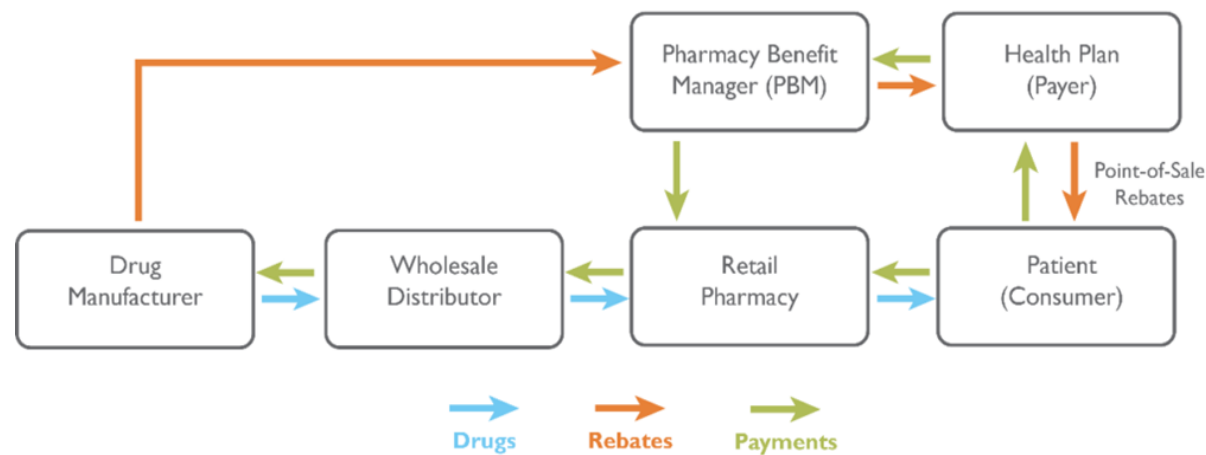 Pharmacy Benefit
Manager (PBM)
Health Plan
(Payer)
Point-of-Sale
Rebates
Drug
Manufacturer
Wholesale
Distributor
Retail
Pharmacy
Patient
(Consumer)
Drugs
Rebates
Payments